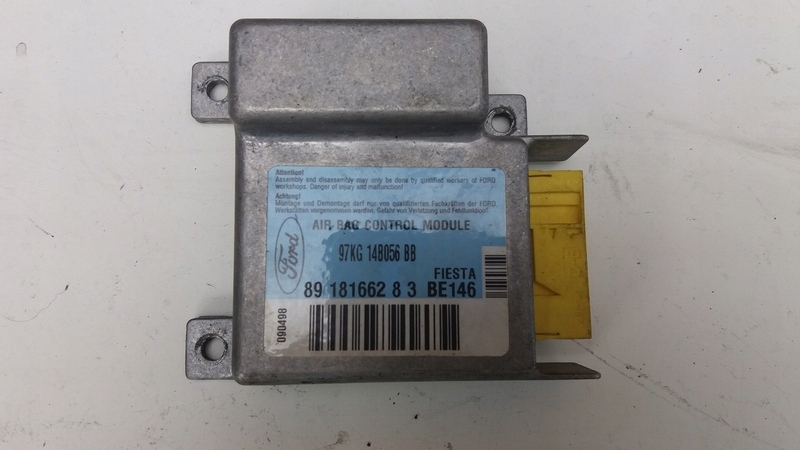 Attention!
Assembly and disassembly may only be done by qualified workers of FORD
workshops. Danger of injury and malfunction!
Achtung!
Montage und Demontage darf nur von qualifizierten Fachkräften der FORD
Werkstätten vorgenommen werden. Gefahr von Verletzung und Fehlfunktion!
AIR BAG CONTROL MODULE
Ford
97KG 14B056 BB
FIESTA
89 181662 8 3 BE146
090498